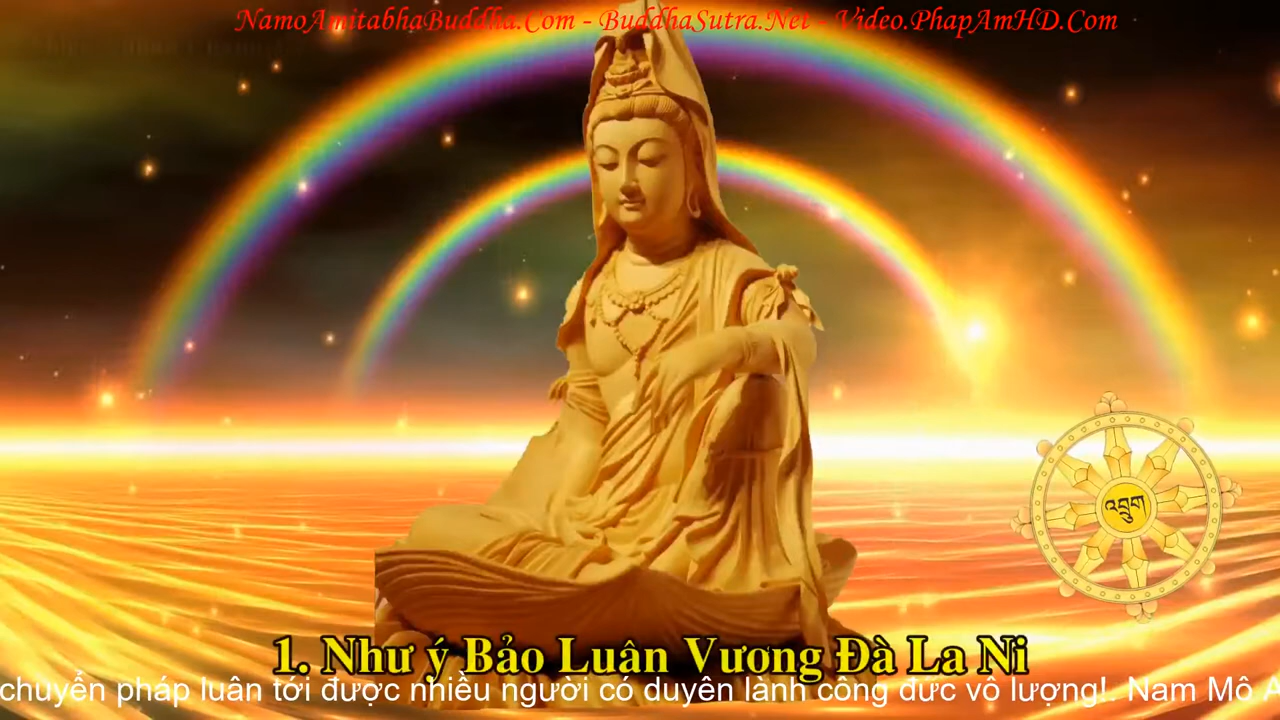 NamoAmitabhaBuddha.Com - BuddhaSutra.Net - Video.PhapAmHD.Com
འབྲུག
1. Như ý Bảo Luân Vương Đà La Ni
chuyển pháp luân tới được nhiều người có duyên lành công đức vô lượng!. Nam Mô A